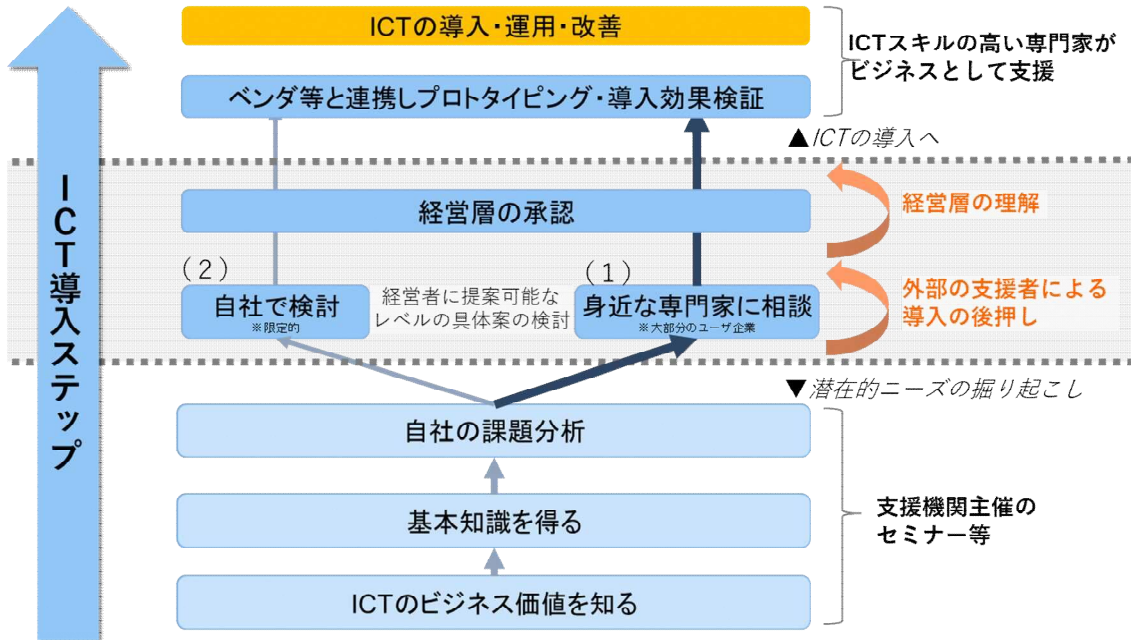 ICTの導入・運用・改善
ICTスキルの高い専門家が
ビジネスとして支援
ベンダ等と連携しプロトタイピング・導入効果検証
▲ICTの導入へ
ICT導入ステップ
経営層の承認
経営層の理解
(2)
(1)
自社で検討
※限定的
経営者に提案可能な
レベルの具体案の検討
身近な専門家に相談
※大部分のユーザ企業
外部の支援者による
導入の後押し
▼潜在的ニーズの掘り起こし
自社の課題分析
基本知識を得る
支援機関主催の
セミナー等
ICTのビジネス価値を知る